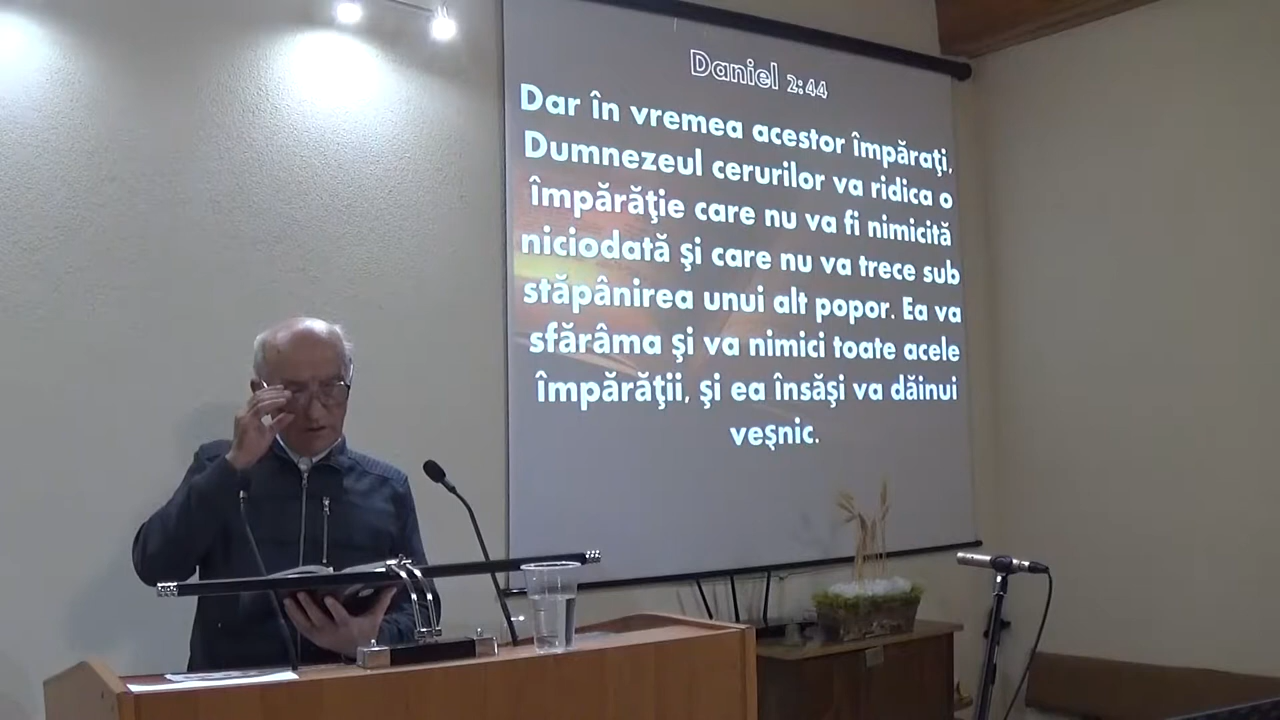 Daniel 2:44
Dar în vremea acestor împăraţi,
Dumnezeul cerurilor va ridica o
împărăţie care nu va fi nimicită
niciodată şi care nu va trece sub
stăpânirea unui alt popor. Ea va
sfărâma şi va nimici toate acele
împărăţii, şi ea însăşi va dăinui
veşnic.